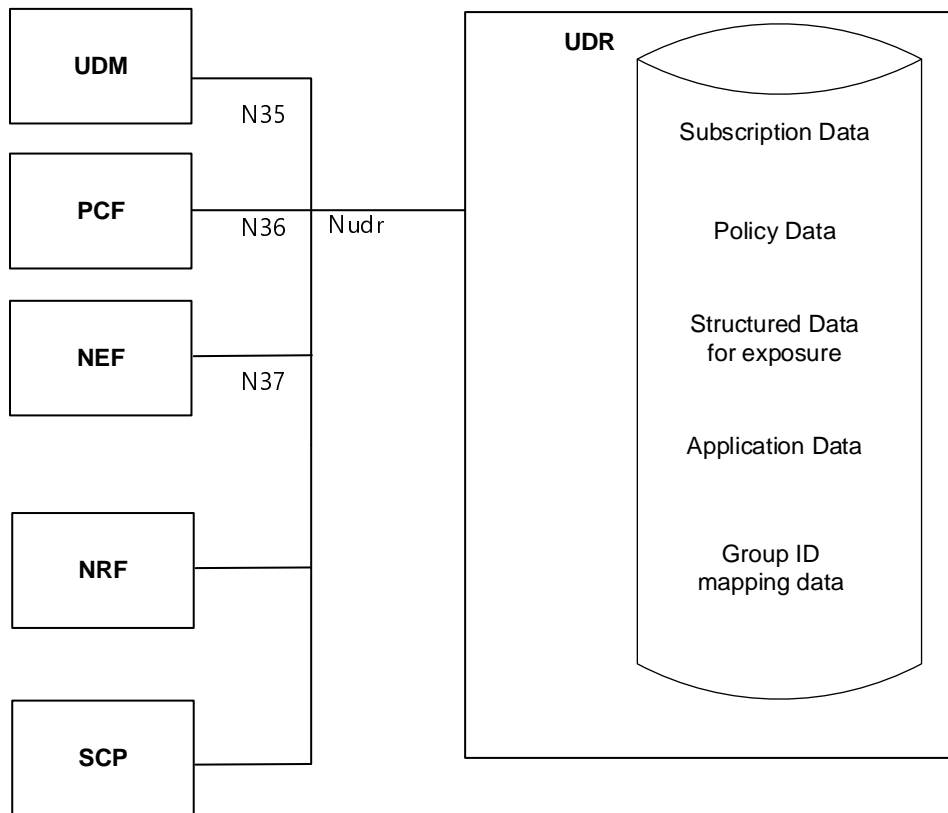 UDM
N35
PCF
N36
Nudr
NEF
N37
NRF
SCP
UDR
Subscription Data
Policy Data
Structured Data
for exposure
Application Data
Group ID
mapping data